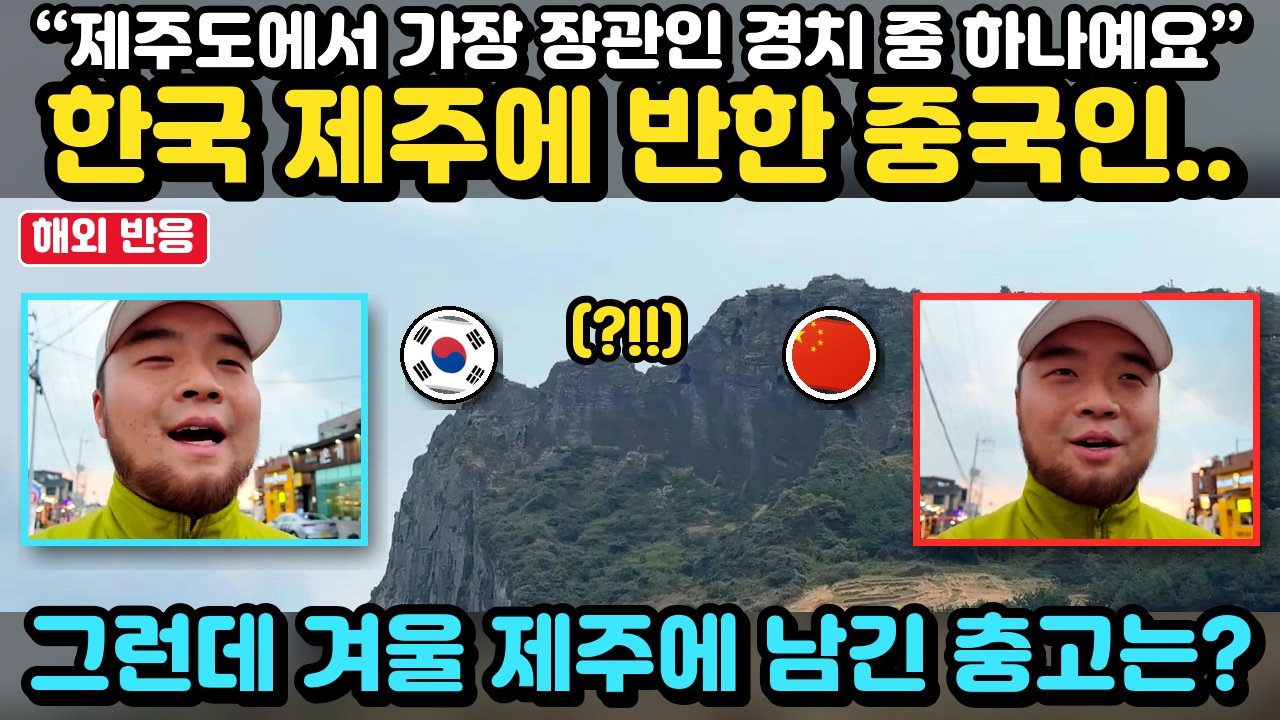 “제주도에서 가장 장관인 경치 중 하나예요”
한국 제주에 반한 중국인..
해외 반응
(?!!)
그런데 겨울 제주에 남긴 충고는?